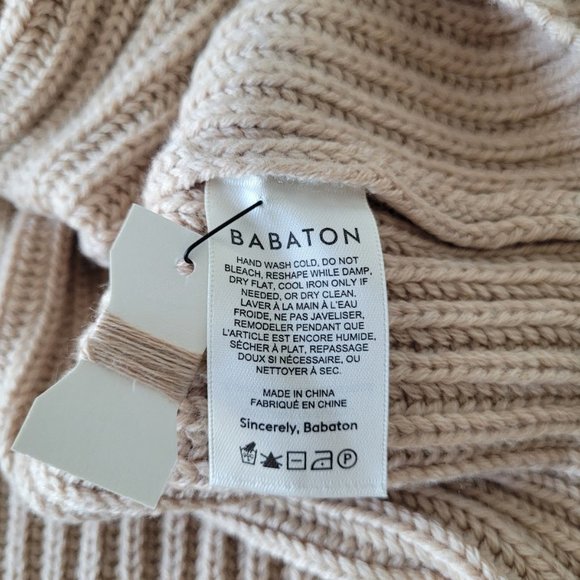 BABATON
HAND WASH COLD, DO NOT
BLEACH, RESHAPE WHILE DAMP,
DRY FLAT, COOL IRON ONLY IF
NEEDED, OR DRY CLEAN.
LAVER À LA MAIN À L'EAU
FROIDE, NE PAS JAVELISER,
REMODELER PENDANT QUE
L'ARTICLE EST ENCORE HUMIDE,
SÉCHER À PLAT, REPASSAGE
DOUX SI NÉCESSAIRE, OU
NETTOYER À SEC.
MADE IN CHINA
FABRIQUÉ EN CHINE
Sincerely, Babaton
P